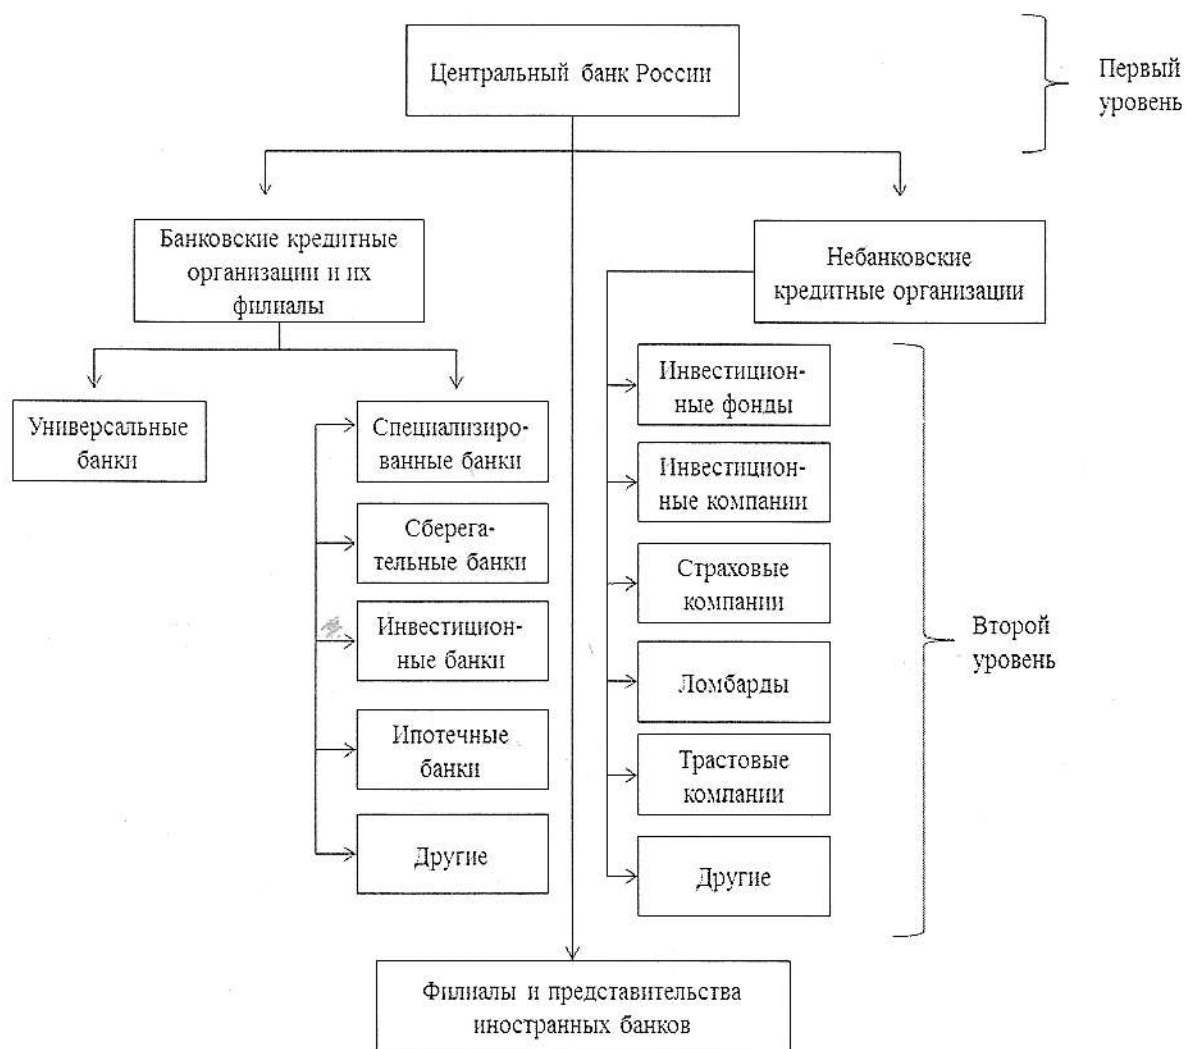 Центральный банк России
Первый
уровень
Банковские кредитные
организации и их
филиалы
Небанковские
кредитные организации
Универсальные
банки
Специализиро-
ванные банки
Сберега-
тельные банки
Инвестицион-
ные банки
Ипотечные
банки
Другие
Инвестицион-
ные фонды
Инвестицион-
ные компании
Страховые
компании
Ломбарды
Трастовые
компании
Другие
Второй
уровень
Филиалы и представительства
иностранных банков